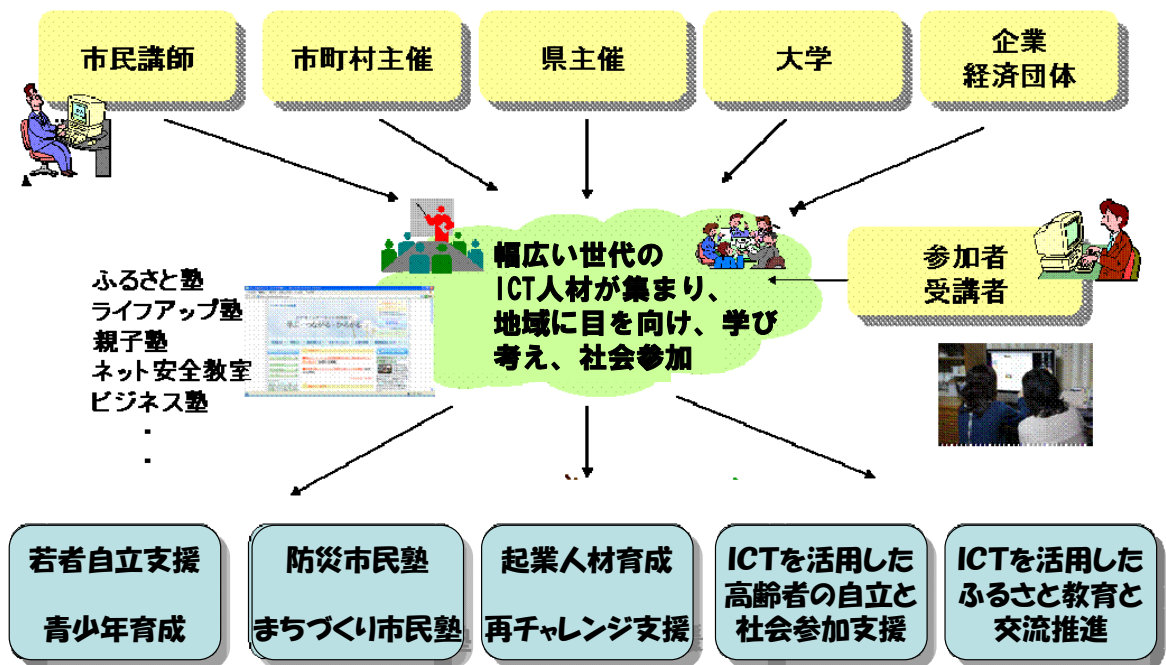 市民講師
市町村主催
県主催
大学
企業
経済団体
幅広い世代の
ICT人材が集まり、
地域に目を向け、学び
考え、社会参加
参加者
受講者
ふるさと塾
ライフアップ塾
親子塾
ネット安全教室
ビジネス塾
・
・
若者自立支援
青少年育成
防災市民塾
まちづくり市民塾
起業人材育成
再チャレンジ支援
ICTを活用した
高齢者の自立と
社会参加支援
ICTを活用した
ふるさと教育と
交流推進